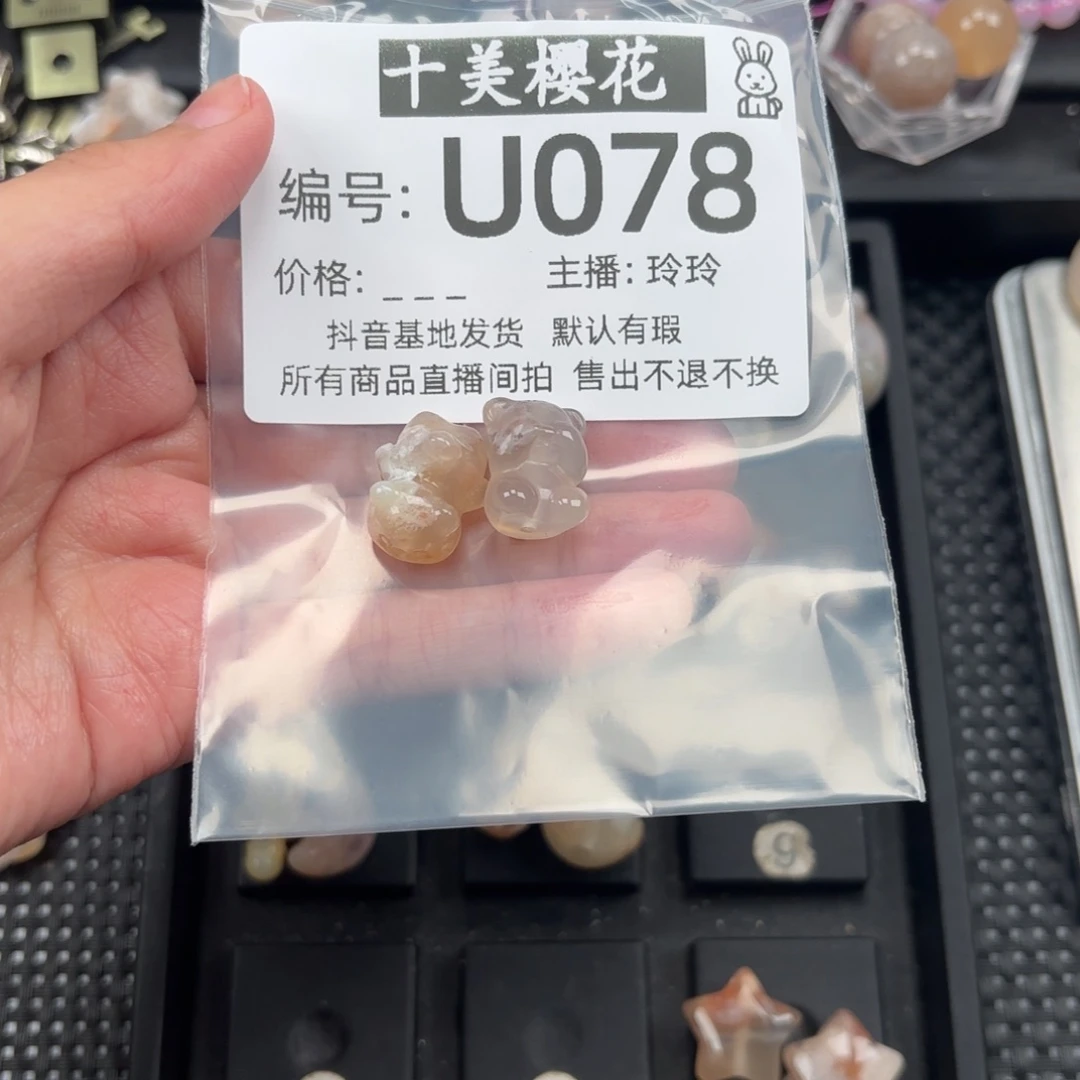 十美樱花
编号: U078
价格: _ _ _ 主播: 玲玲
抖音基地发货 默认有瑕
所有商品直播间拍 售出不退不换
9